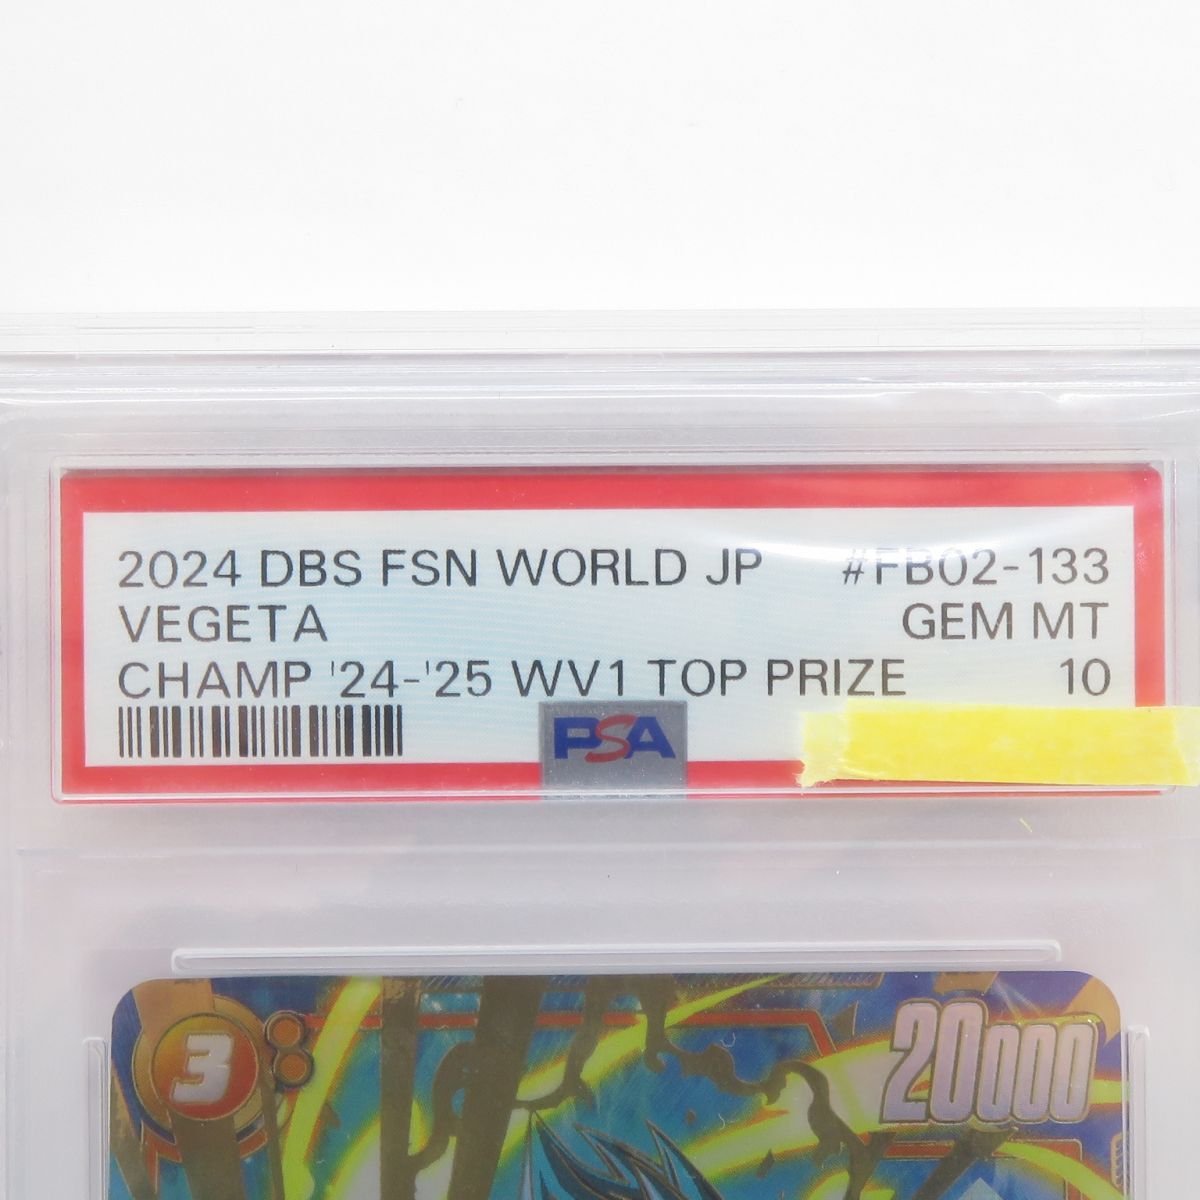 2024 DBS FSN WORLD JP #FB02-133
VEGETA GEM MT
CHAMP '24-'25 WV1 TOP PRIZE 10
PSA
3
20000